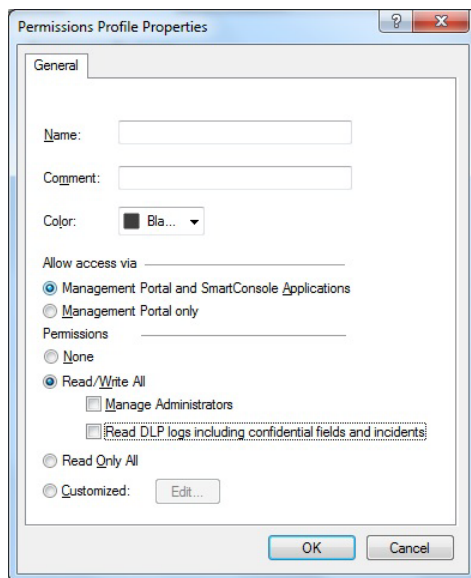 Permissions Profile Properties
General
Name:
Comment:
Color:
Bla...
Allow access via
Management Portal and SmartConsole Applications
Management Portal only
Permissions
None
Read/Write All
Manage Administrators
Read DLP logs including confidential fields and incidents
Read Only All
Customized:
Edit...
OK
Cancel